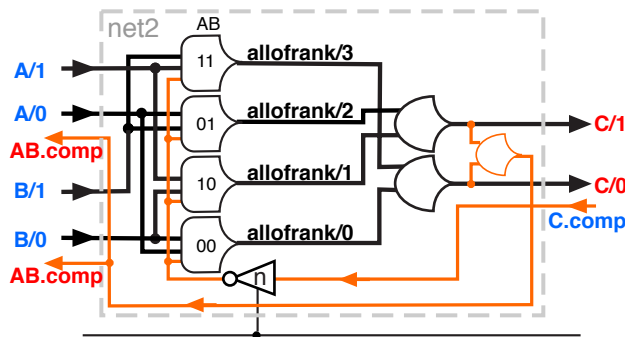 net2
AB
A/1
11
allofrank/3
A/0
01
allofrank/2
C/1
AB.comp
10
allofrank/1
B/1
C/0
C.comp
B/0
00
allofrank/0
AB.comp
n